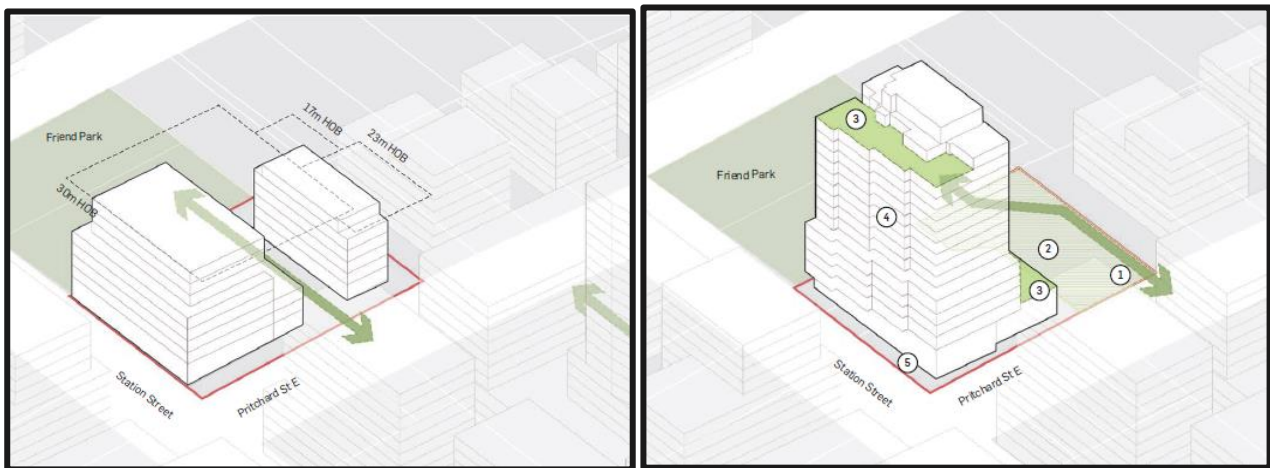 Friend Park
17m HOB
23m HOB
30m HOB
Station Street
Pritchard St E
Friend Park
3
4
2
1
3
5
Station Street
Pritchard St E